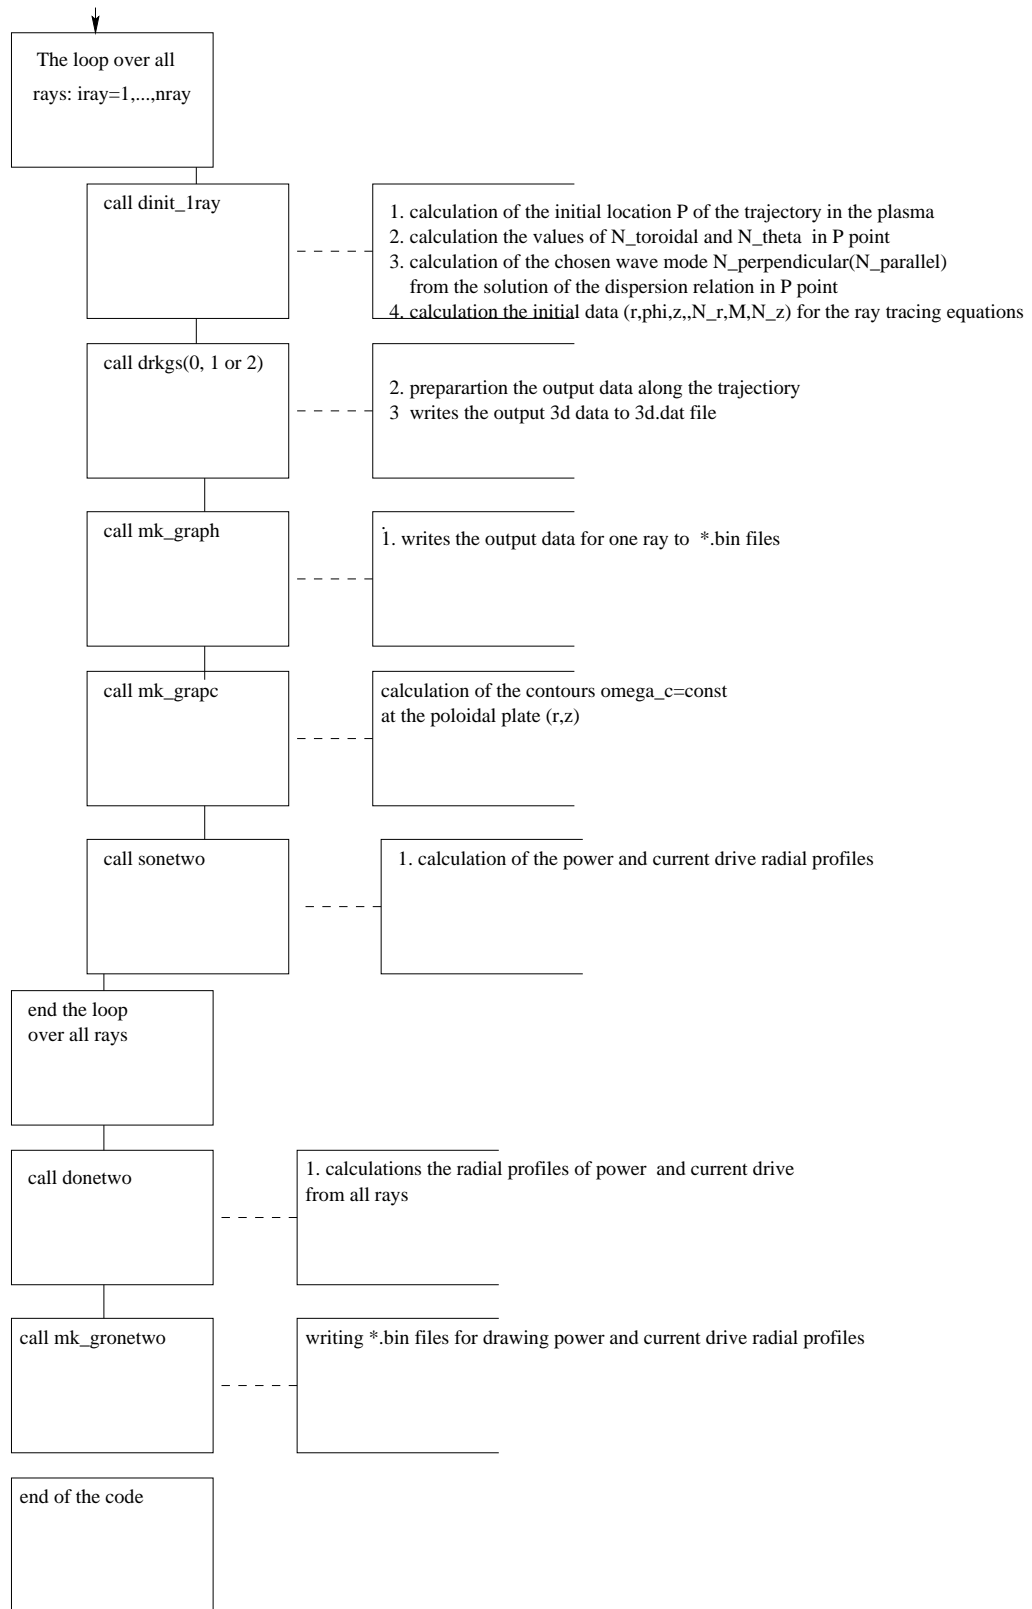 The loop over all
rays: iray=1,...,nray
call dinit_1ray
1. calculation of the initial location P of the trajectory in the plasma
2. calculation the values of N_toroidal and N_theta in P point
3. calculation of the chosen wave mode N_perpendicular(N_parallel)
from the solution of the dispersion relation in P point
4. calculation the initial data (r,phi,z,,N_r,M,N_z) for the ray tracing equations
call drkgs(0, 1 or 2)
2. preparartion the output data along the trajectiory
3 writes the output 3d data to 3d.dat file
call mk_graph
.
1. writes the output data for one ray to *.bin files
call mk_grapc
calculation of the contours omega_c=const
at the poloidal plate (r,z)
call sonetwo
1. calculation of the power and current drive radial profiles
end the loop
over all rays
call donetwo
1. calculations the radial profiles of power and current drive
from all rays
call mk_gronetwo
writing *.bin files for drawing power and current drive radial profiles
end of the code